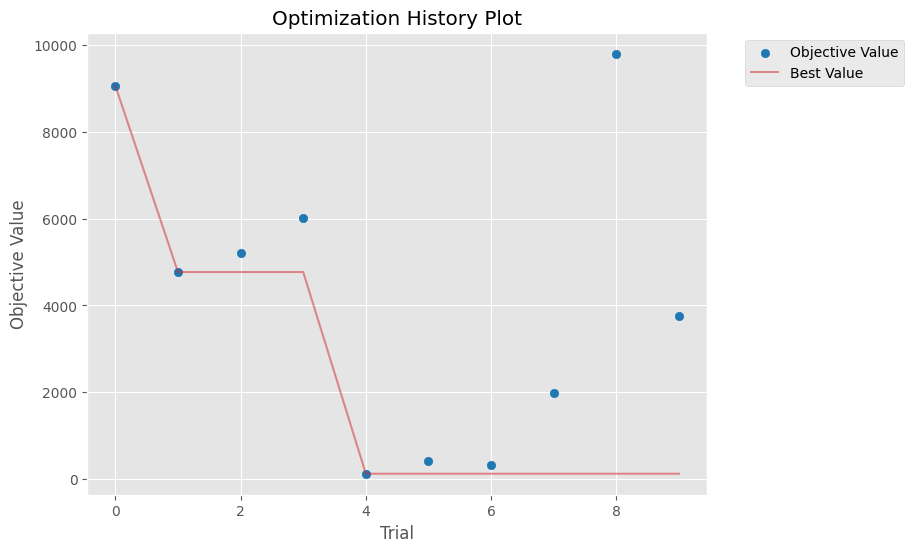 Optimization History Plot
Objective Value
Best Value
10000
8000
6000
4000
2000
0
Objective Value
0 2 4 6 8
Trial